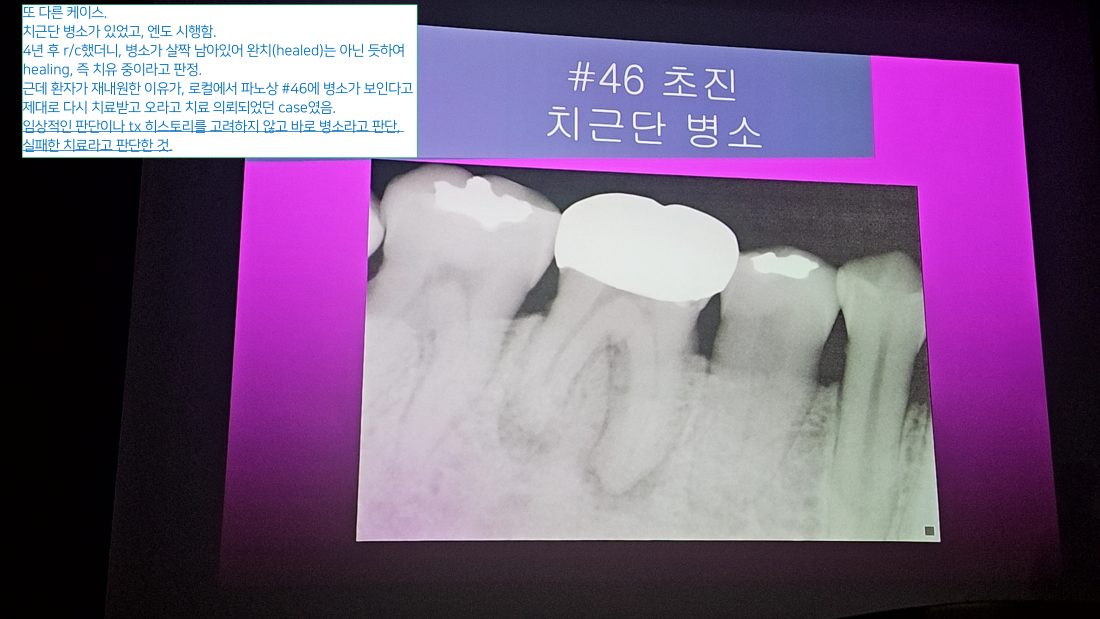 또 다른 케이스.
치근단 병소가 있었고, 엔도 시행함.
4년 후 r/c했더니, 병소가 살짝 남아있어 완치(healed)는 아닌 듯하여
healing, 즉 치유 중이라고 판정.
근데 환자가 재내원한 이유가, 로컬에서 파노상 #46에 병소가 보인다고
제대로 다시 치료받고 오라고 치료 의뢰되었던 case였음.
임상적인 판단이나 tx 히스토리를 고려하지 않고 바로 병소라고 판단,
실패한 치료라고 판단한 것.
#46 초진
치근단 병소